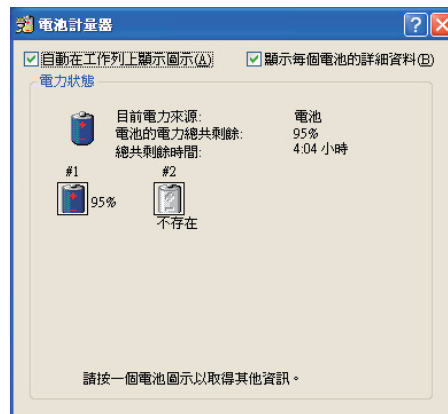 電池計量器
自動在工作列上顯示圖示(A) 顯示每個電池的詳細資料(B)
電力狀態
目前電力來源: 電池
電池的電力總共剩餘: 95%
總共剩餘時間: 4:04 小時
#1 #2
95%
不存在
請按一個電池圖示以取得其他資訊。